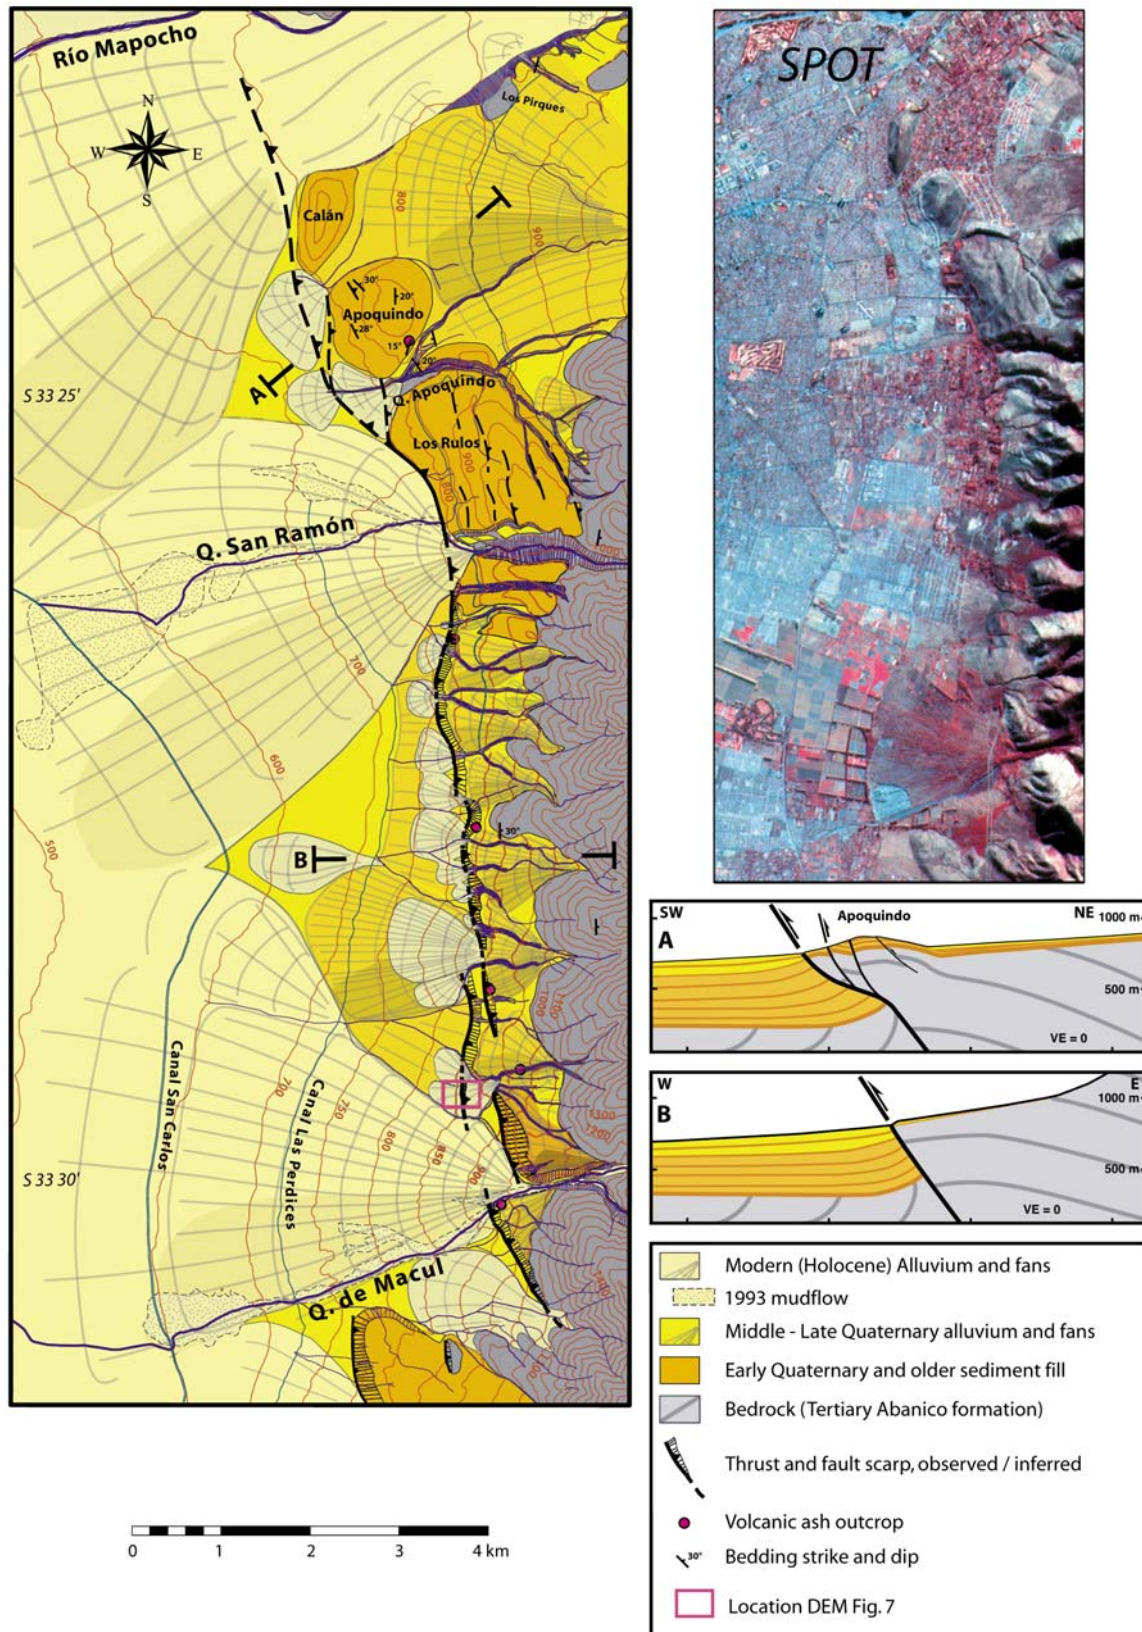 Río Mapocho
N
W
E
S
Los Pirques
800
Calán
900
30°
20°
Apoquindo
28°
15°
20°
A
S 33 25'
Q. Apoquindo
Los Rulos
900
800
Q. San Ramón
700
600
500
30°
B
1000
1100
Canal San Carlos
Canal Las Perdices
700
750
800
850
900
1300
1200
S 33 30'
Q. de Macul
0
1
2
3
4 km
SPOT
SW
Apoquindo
NE
1000 m
A
500 m
VE = 0
W
E
1000 m
B
500 m
VE = 0
Modern (Holocene) Alluvium and fans
1993 mudflow
Middle - Late Quaternary alluvium and fans
Early Quaternary and older sediment fill
Bedrock (Tertiary Abanico formation)
Thrust and fault scarp, observed / inferred
Volcanic ash outcrop
30°
Bedding strike and dip
Location DEM Fig. 7